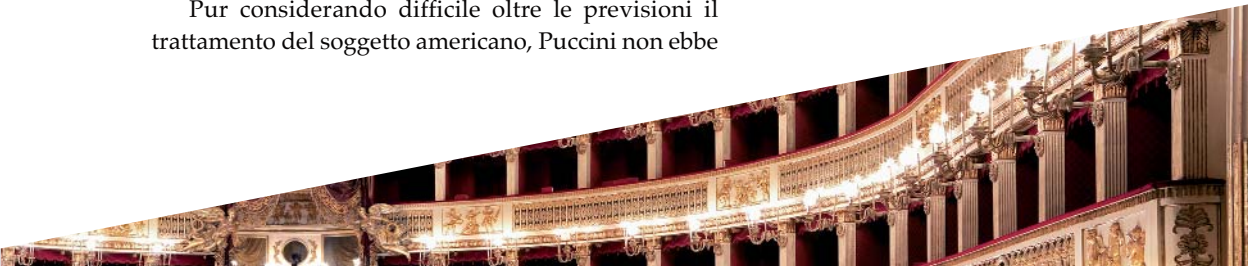 Pur considerando difficile oltre le previsioni il
trattamento del soggetto americano, Puccini non ebbe